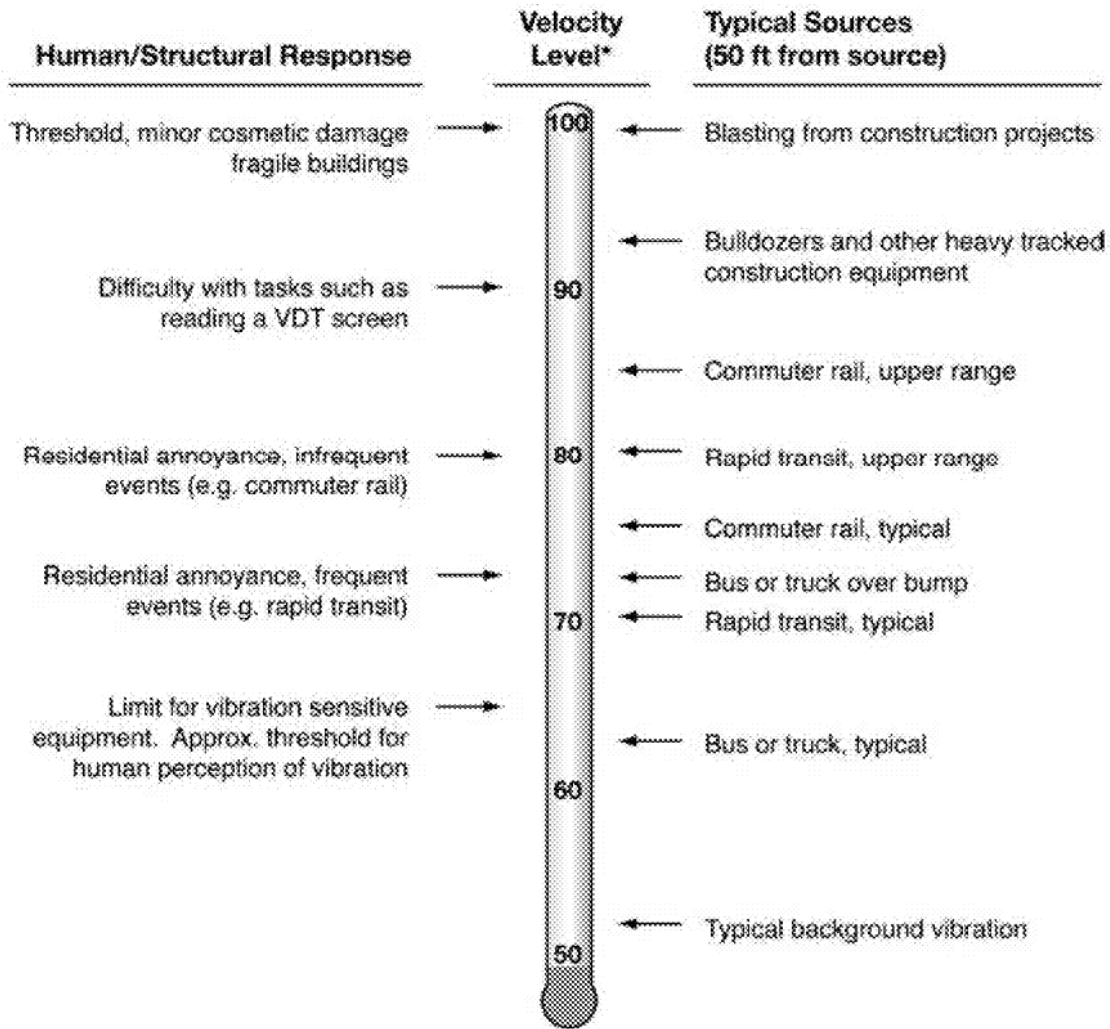 Human/Structural Response
Velocity
Level*
Typical Sources
(50 ft from source)
Threshold, minor cosmetic damage
fragile buildings
100
Blasting from construction projects
Bulldozers and other heavy tracked
construction equipment
Difficulty with tasks such as
reading a VDT screen
90
Commuter rail, upper range
Residential annoyance, infrequent
events (e.g. commuter rail)
80
Rapid transit, upper range
Commuter rail, typical
Residential annoyance, frequent
events (e.g. rapid transit)
Bus or truck over bump
70
Rapid transit, typical
Limit for vibration sensitive
equipment. Approx. threshold for
human perception of vibration
Bus or truck, typical
60
Typical background vibration
50